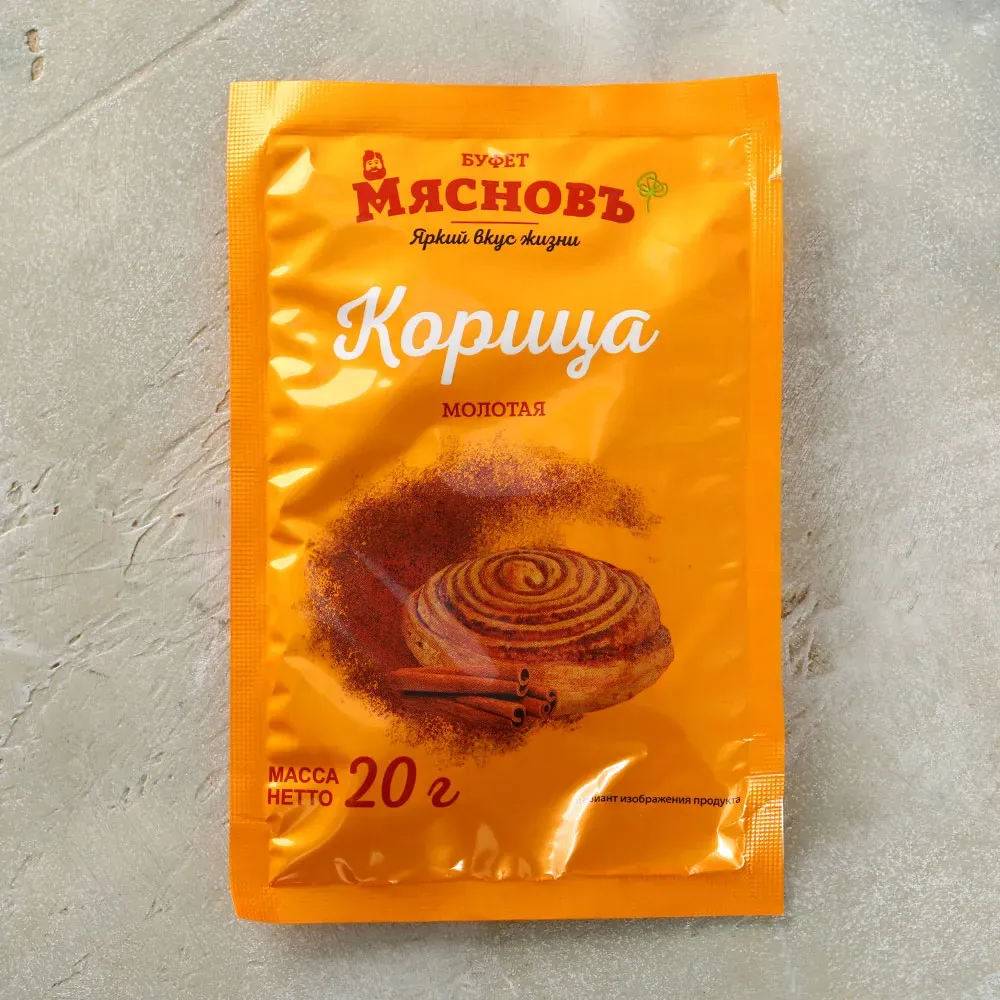 БУФЕТ
МЯСНОВЪ
Яркий вкус жизни
Корица
МОЛОТАЯ
МАССА
НЕТТО 20 г
изображения продукта